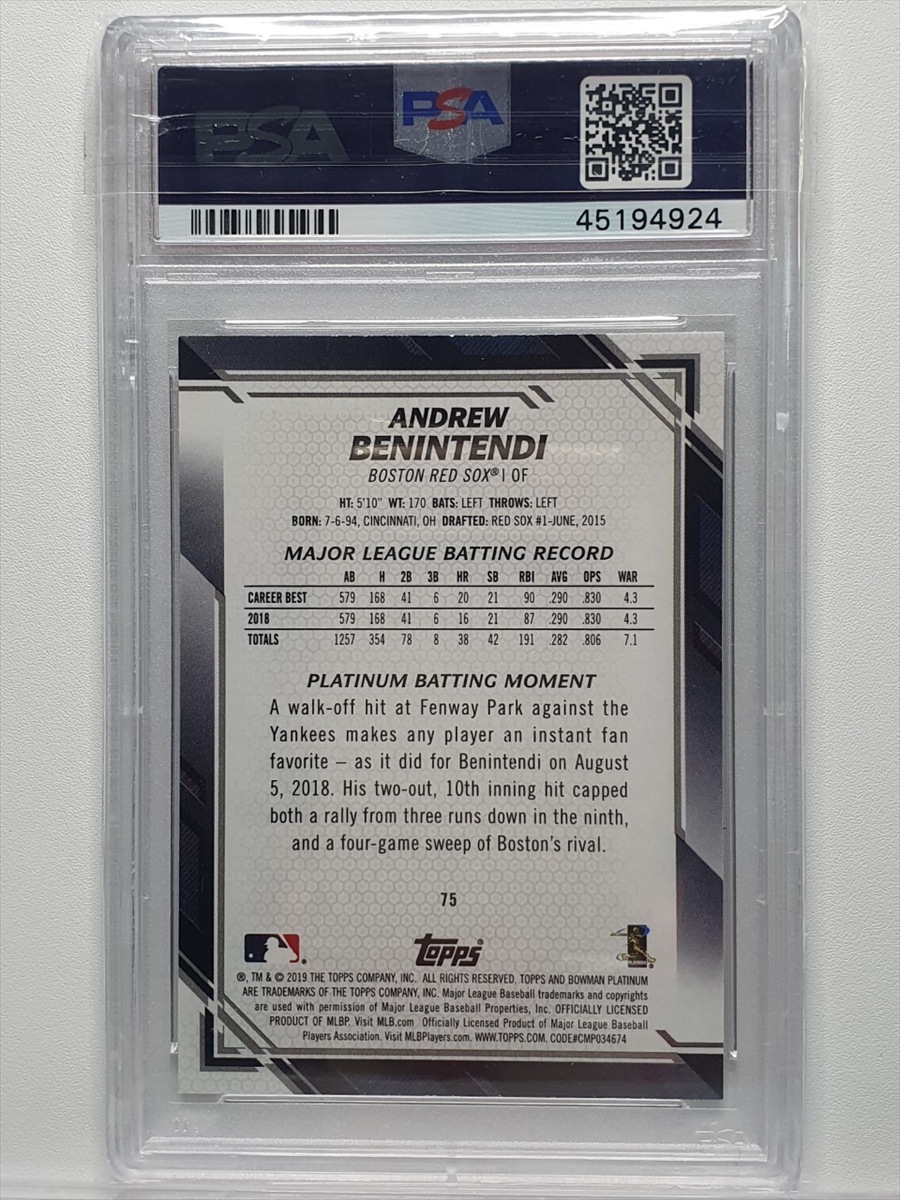 PSA
PSA
45194924
ANDREW
BENINTENDI
BOSTON RED SOX® | OF
HT: 5'10" WT: 170 BATS: LEFT THROWS: LEFT
BORN: 7-6-94, CINCINNATI, OH DRAFTED: RED SOX #1-JUNE, 2015
MAJOR LEAGUE BATTING RECORD
AB H 2B 3B HR SB RBI AVG OPS WAR
CAREER BEST 579 168 41 6 20 21 90 .290 .830 4.3
2018 579 168 41 6 16 21 87 .290 .830 4.3
TOTALS 1257 354 78 8 38 42 191 .282 .806 7.1
PLATINUM BATTING MOMENT
A walk-off hit at Fenway Park against the
Yankees makes any player an instant fan
favorite – as it did for Benintendi on August
5, 2018. His two-out, 10th inning hit capped
both a rally from three runs down in the ninth,
and a four-game sweep of Boston's rival.
75
Topps®
®, TM & © 2019 THE TOPPS COMPANY, INC. ALL RIGHTS RESERVED. TOPPS AND BOWMAN PLATINUM
ARE TRADEMARKS OF THE TOPPS COMPANY, INC. Major League Baseball trademarks and copyrights
are used with permission of Major League Baseball Properties, Inc. OFFICIALLY LICENSED
PRODUCT OF MLBP. Visit MLB.com Officially Licensed Product of Major League Baseball
Players Association. Visit MLBPlayers.com. WWW.TOPPS.COM. CODE#CMP034674
PSA